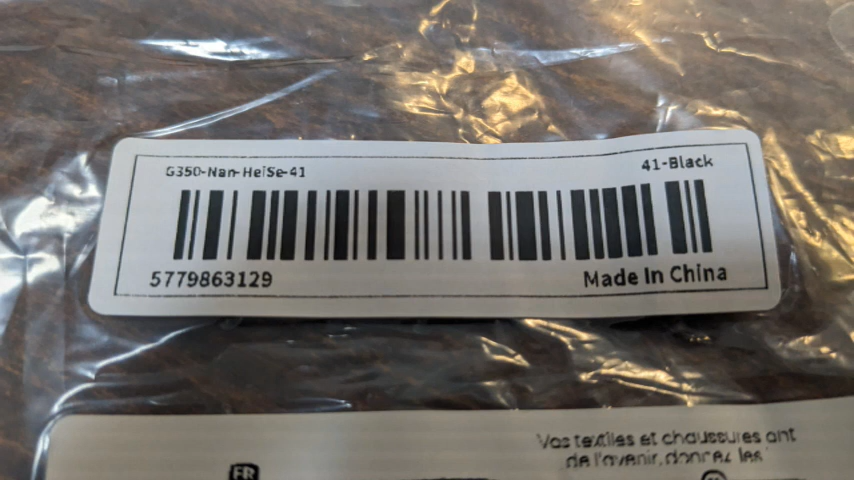 G350-Nan-HeiSe-41
41-Black
5779863129
Made In China
Vos textiles et chaussures ont
de l'avenir, donnez les
FR